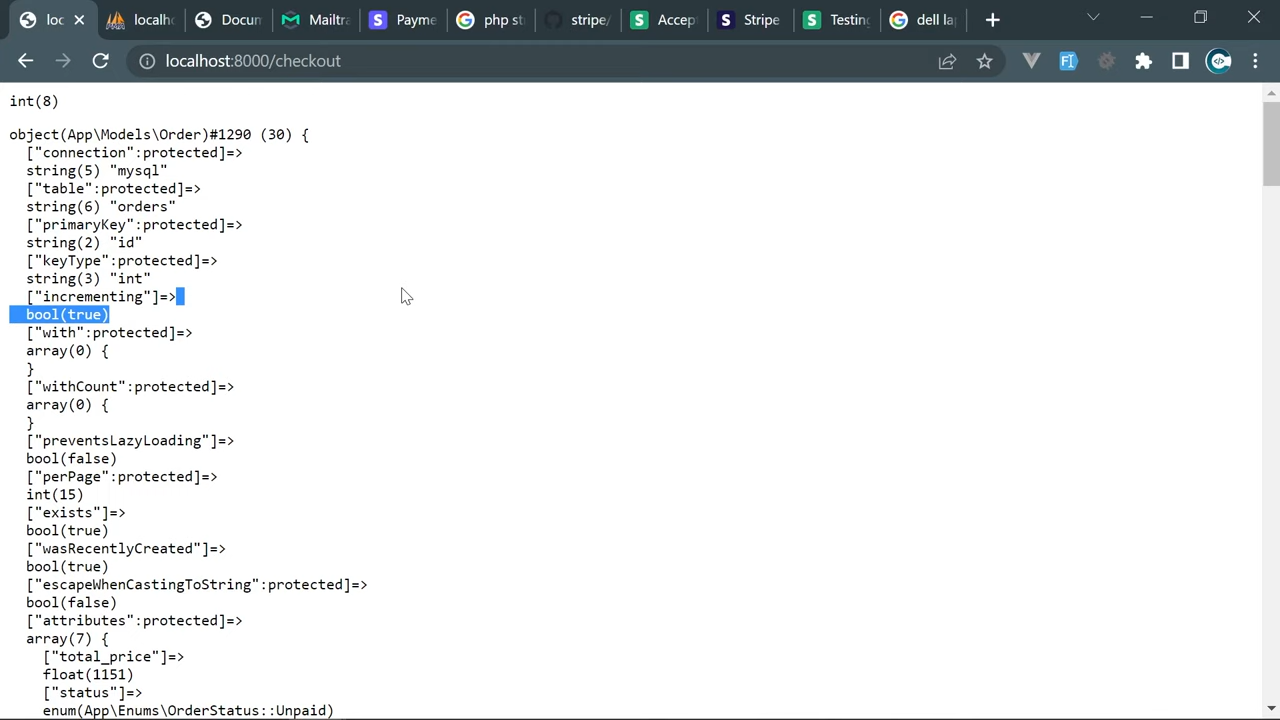 loc
localho
Docum
Mailtra
Payme
php st
stripe/
Accept
Stripe
Testing
dell la
localhost:8000/checkout
int(8)
object(App\Models\Order)#1290 (30) {
["connection":protected]=>
string(5) "mysql"
["table":protected]=>
string(6) "orders"
["primaryKey":protected]=>
string(2) "id"
["keyType":protected]=>
string(3) "int"
["incrementing"]=>
bool(true)
["with":protected]=>
array(0) {
}
["withCount":protected]=>
array(0) {
}
["preventsLazyLoading"]=>
bool(false)
["perPage":protected]=>
int(15)
["exists"]=>
bool(true)
["wasRecentlyCreated"]=>
bool(true)
["escapeWhenCastingToString":protected]=>
bool(false)
["attributes":protected]=>
array(7) {
["total_price"]=>
float(1151)
["status"]=>
enum(App\Enums\OrderStatus::Unpaid)